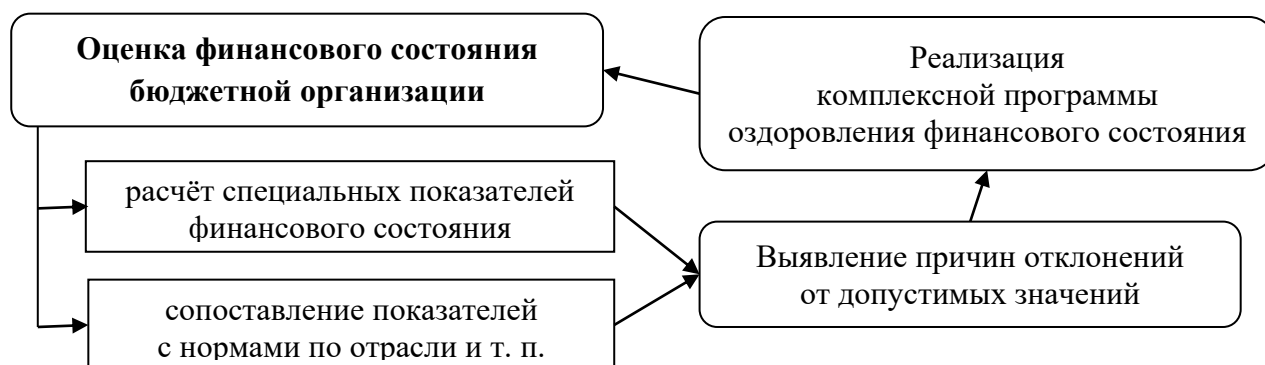 Оценка финансового состояния
бюджетной организации
расчёт специальных показателей
финансового состояния
сопоставление показателей
с нормами по отрасли и т. п.
Реализация
комплексной программы
оздоровления финансового состояния
Выявление причин отклонений
от допустимых значений